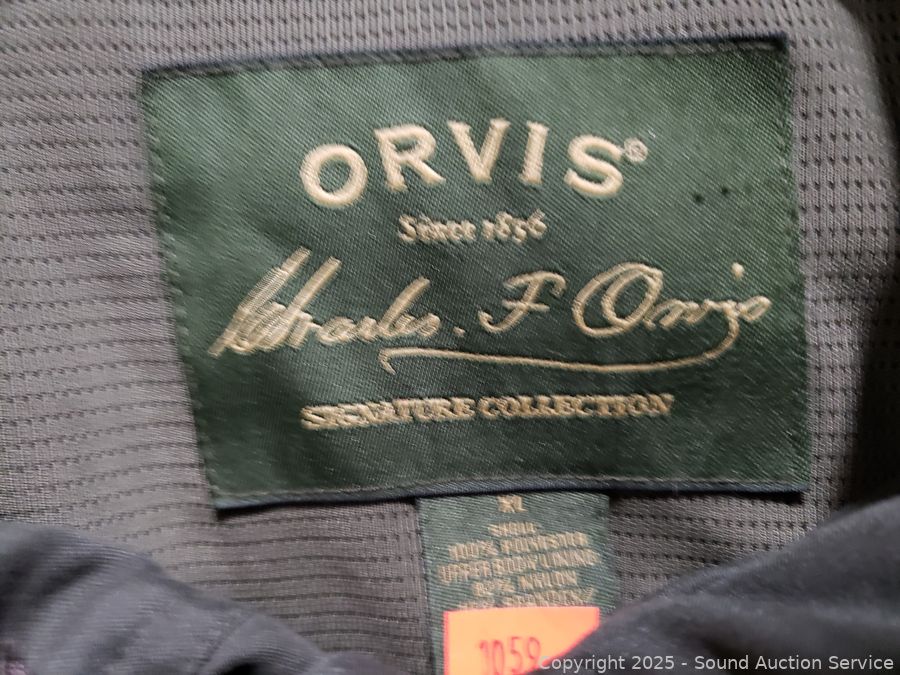 ORVIS®
Since 1856
Charles. F Orvis
SIGNATURE COLLECTION
XL
SHELL
100% POLYESTER
UPPER BODY LINING
NYLON
1059
Copyright 2025 - Sound Auction Service